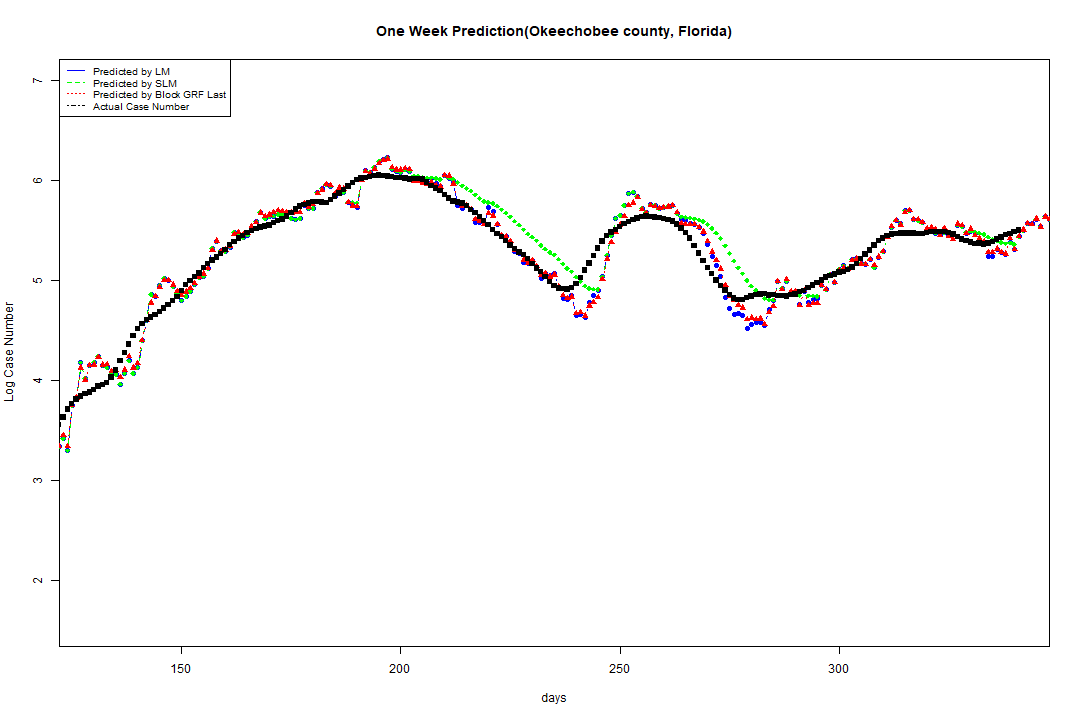 One Week Prediction(Okeechobee county, Florida)
Predicted by LM
Predicted by SLM
Predicted by Block GRF Last
Actual Case Number
7
6
5
4
3
2
Log Case Number
150 200 250 300
days